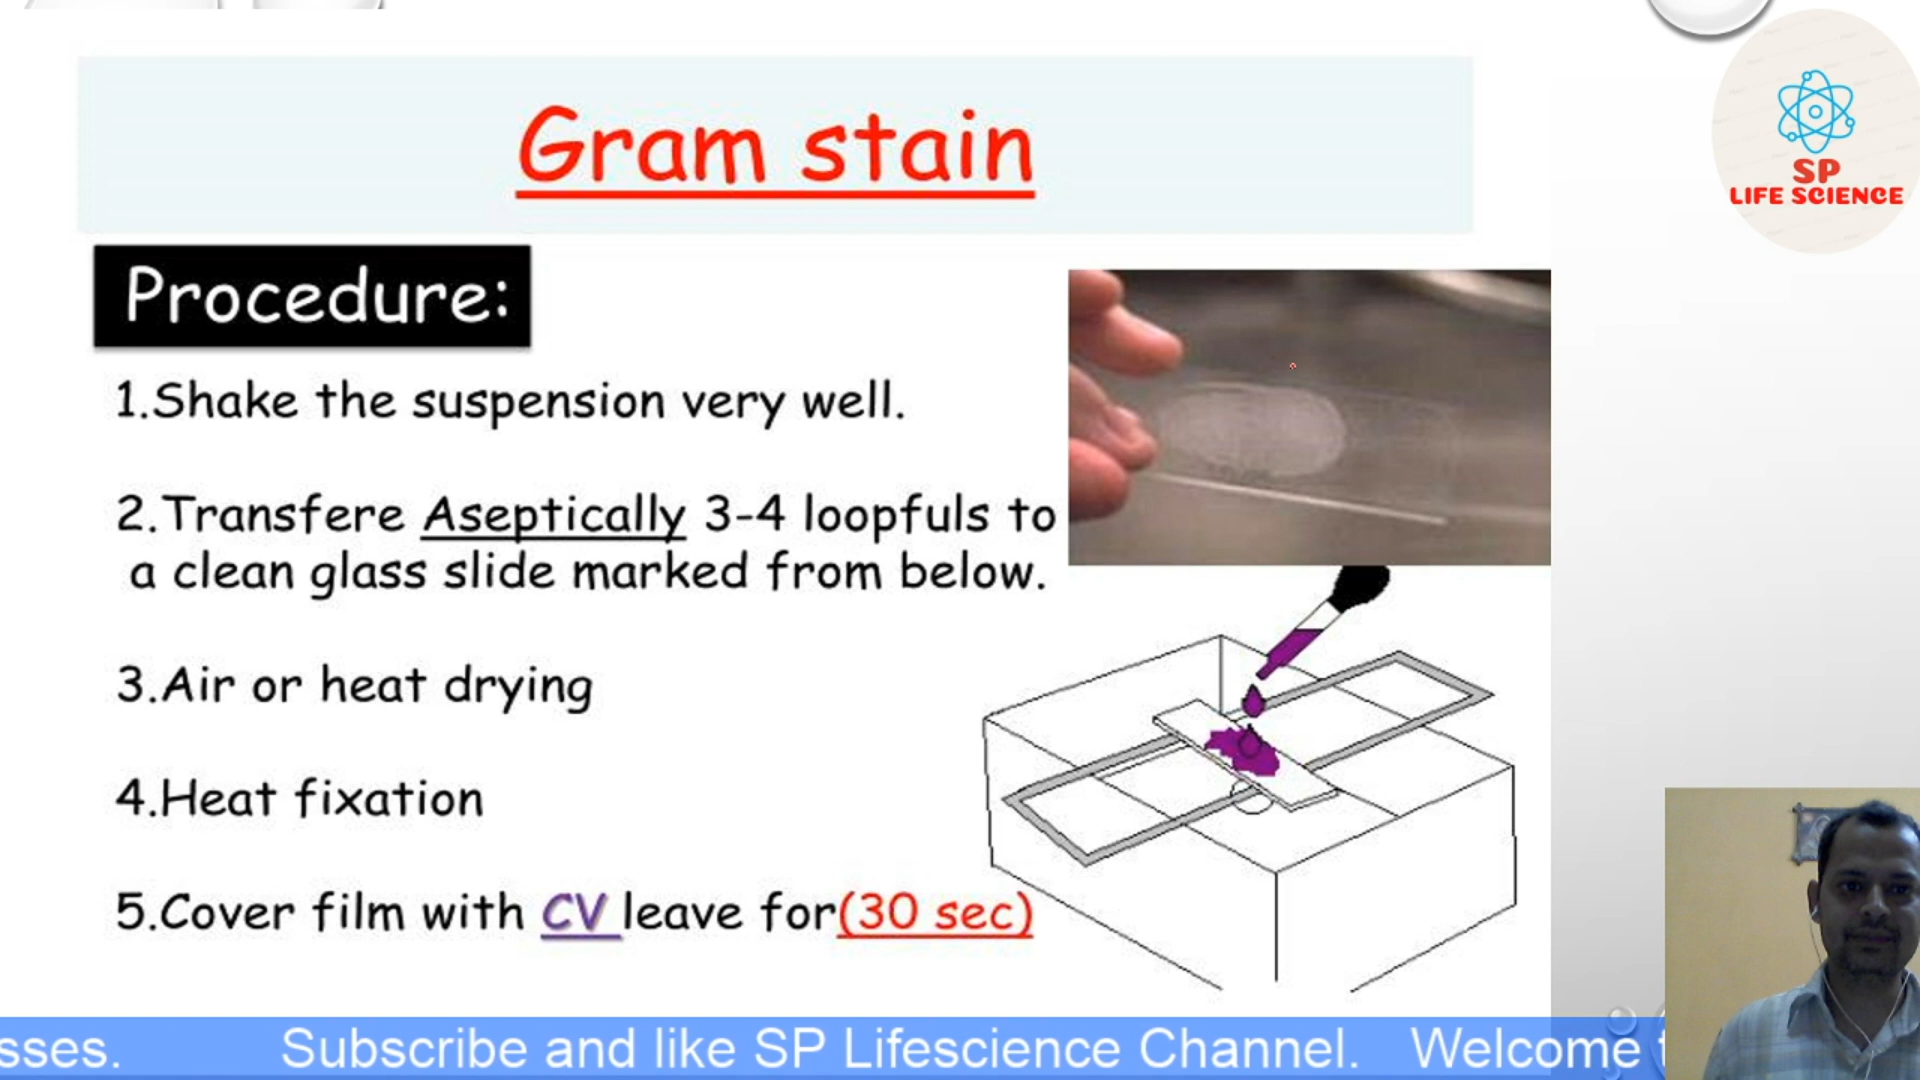 Gram stain
SP
LIFE SCIENCE
Procedure:
1.Shake the suspension very well.
2.Transfere Aseptically 3-4 loopfuls to
a clean glass slide marked from below.
3.Air or heat drying
4.Heat fixation
5.Cover film with CV leave for(30 sec)
sses. Subscribe and like SP Lifescience Channel. Welcome t